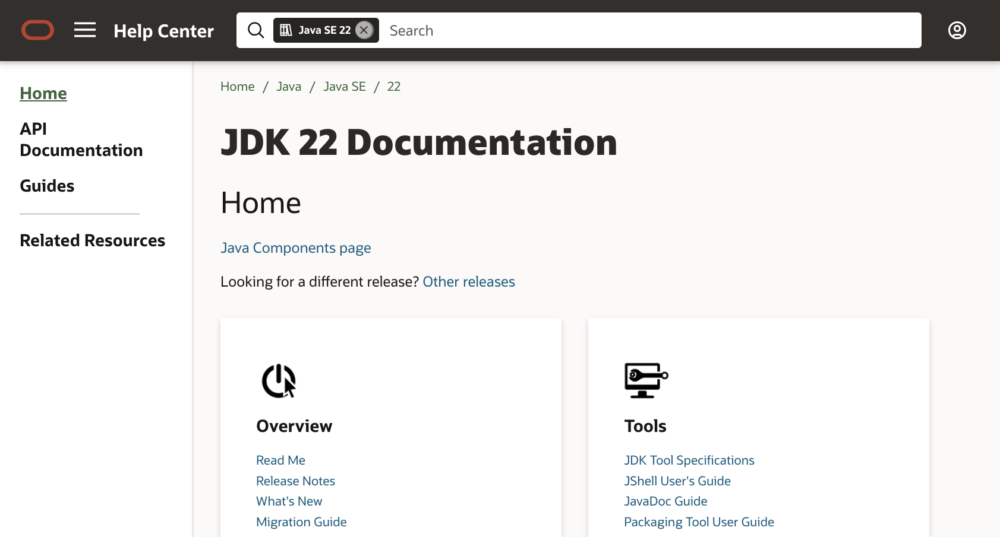 Help Center
Java SE 22
Search
Home
API
Documentation
Guides
Related Resources
Home / Java / Java SE / 22
JDK 22 Documentation
Home
Java Components page
Looking for a different release? Other releases
Overview
Read Me
Release Notes
What's New
Migration Guide
Tools
JDK Tool Specifications
JShell User's Guide
JavaDoc Guide
Packaging Tool User Guide